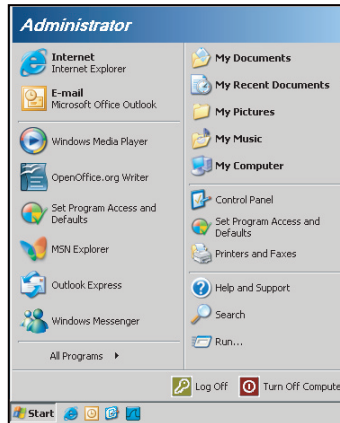 Administrator
Internet
Internet Explorer
E-mail
Microsoft Office Outlook
Windows Media Player
OpenOffice.org Writer
Set Program Access and
Defaults
MSN Explorer
Outlook Express
Windows Messenger
All Programs
My Documents
My Recent Documents
My Pictures
My Music
My Computer
Control Panel
Set Program Access and
Defaults
Printers and Faxes
Help and Support
Search
Run...
Log Off
Turn Off Compute
Start